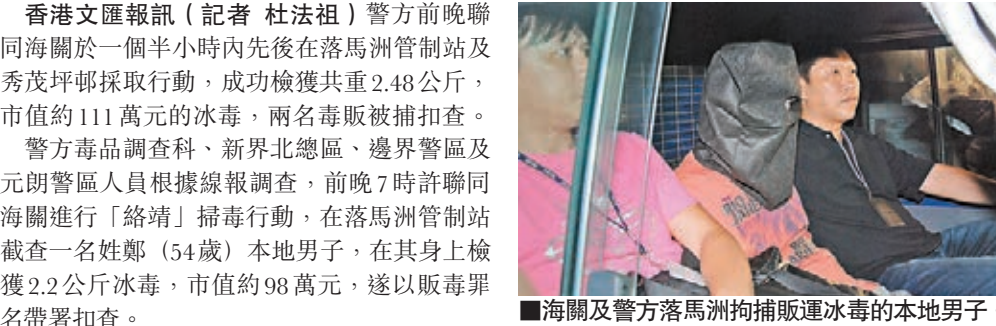 香港文匯報訊（記者 杜法祖）警方前晚聯
同海關於一個半小時內先後在落馬洲管制站及
秀茂坪邨採取行動，成功檢獲共重2.48公斤，
市值約111萬元的冰毒，兩名毒販被捕扣查。
警方毒品調查科、新界北總區、邊界警區及
元朗警區人員根據線報調查，前晚7時許聯同
海關進行「絡靖」掃毒行動，在落馬洲管制站
截查一名姓鄭（54歲）本地男子，在其身上檢
獲2.2公斤冰毒，市值約98萬元，遂以販毒罪
名帶署扣查。
■海關及警方落馬洲拘捕販運冰毒的本地男子